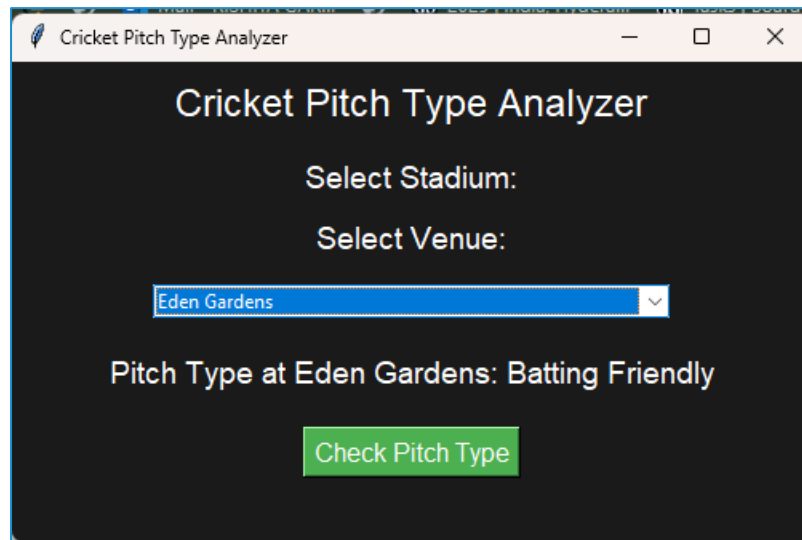 Cricket Pitch Type Analyzer
Cricket Pitch Type Analyzer
Select Stadium:
Select Venue:
Eden Gardens
Pitch Type at Eden Gardens: Batting Friendly
Check Pitch Type